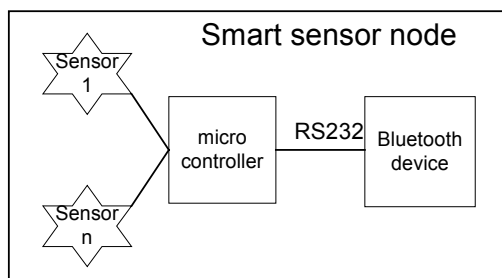 Smart sensor node
Sensor
1
micro
controller
RS232
Bluetooth
device
Sensor
n